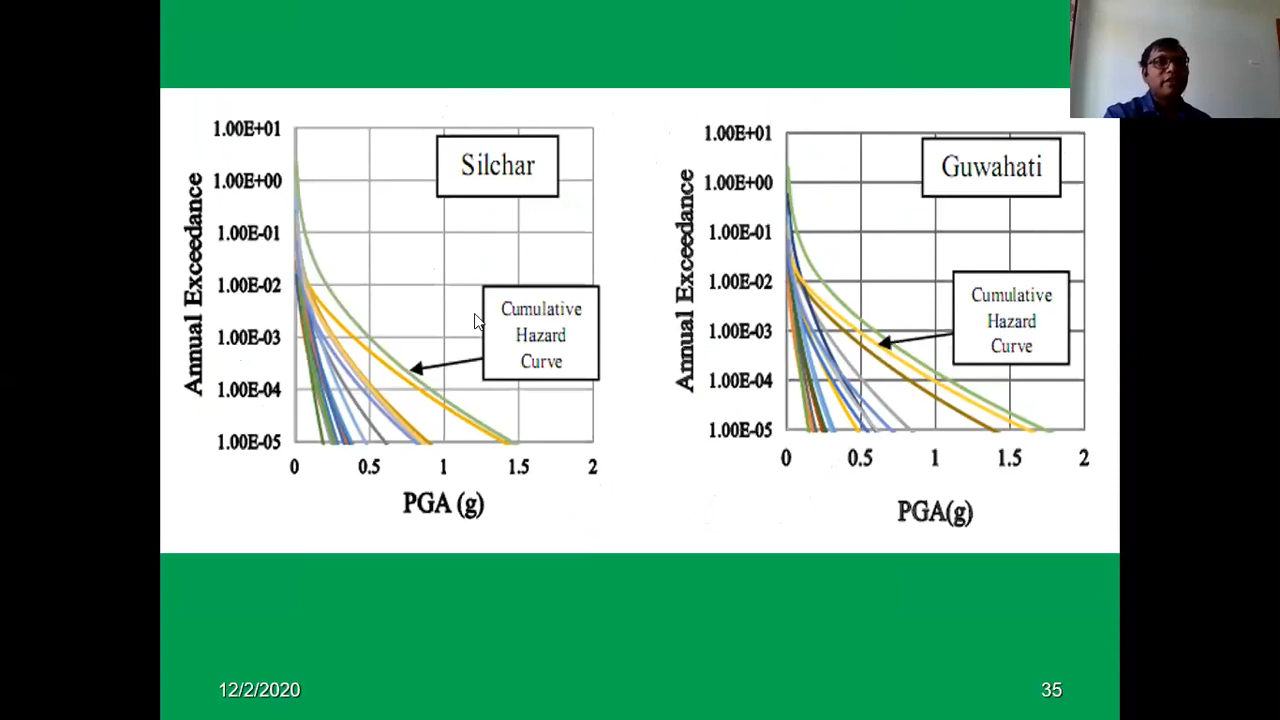 Silchar
Annual Exceedance
1.00E+01
1.00E+00
1.00E-01
1.00E-02
1.00E-03
1.00E-04
1.00E-05
Cumulative
Hazard
Curve
0 0.5 1 1.5 2
PGA (g)
Guwahati
Annual Exceedance
1.00E+01
1.00E+00
1.00E-01
1.00E-02
1.00E-03
1.00E-04
1.00E-05
Cumulative
Hazard
Curve
0 0.5 1 1.5 2
PGA(g)
12/2/2020
35